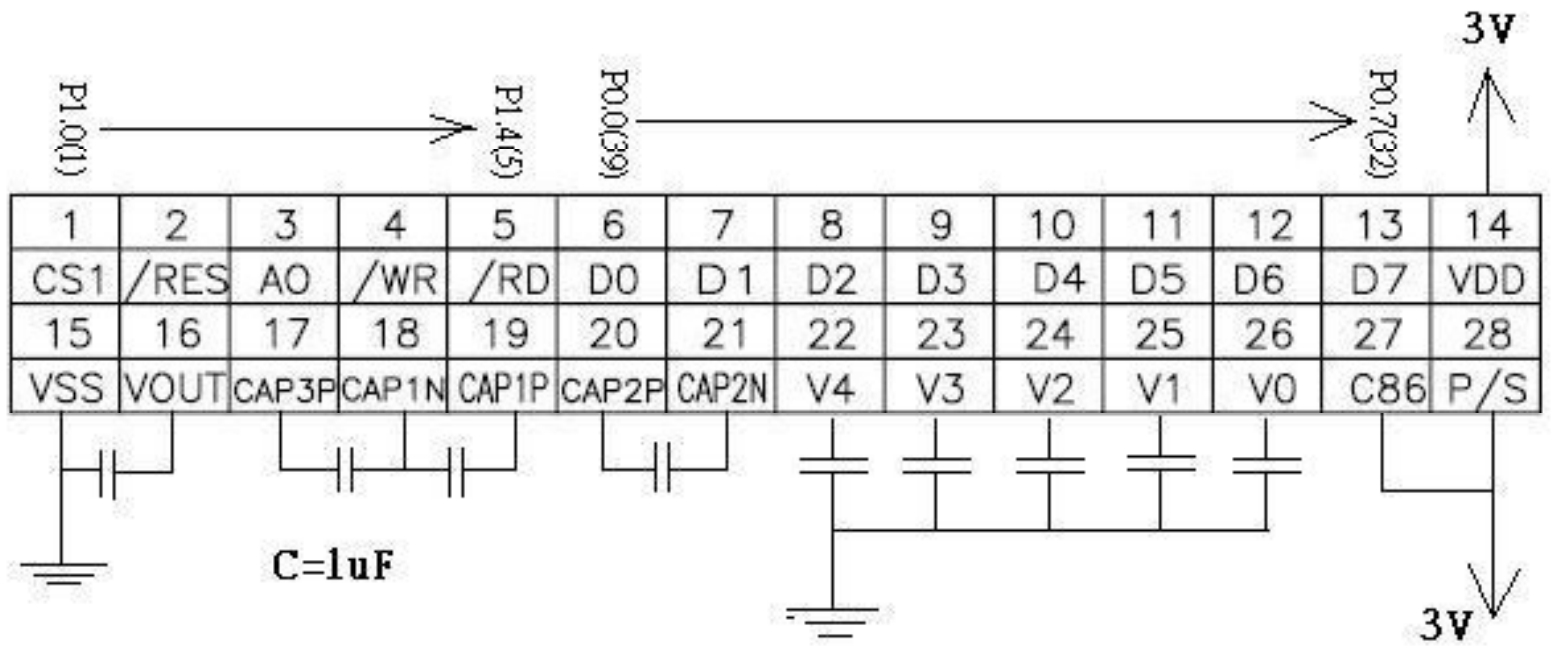 3V
P1.0(1) P1.4(5) P0.0(39) P0.7(32)
1 2 3 4 5 6 7 8 9 10 11 12 13 14
CS1 /RES AO /WR /RD D0 D1 D2 D3 D4 D5 D6 D7 VDD
15 16 17 18 19 20 21 22 23 24 25 26 27 28
VSS VOUT CAP3P CAP1N CAP1P CAP2P CAP2N V4 V3 V2 V1 V0 C86 P/S
C=1uF
3V